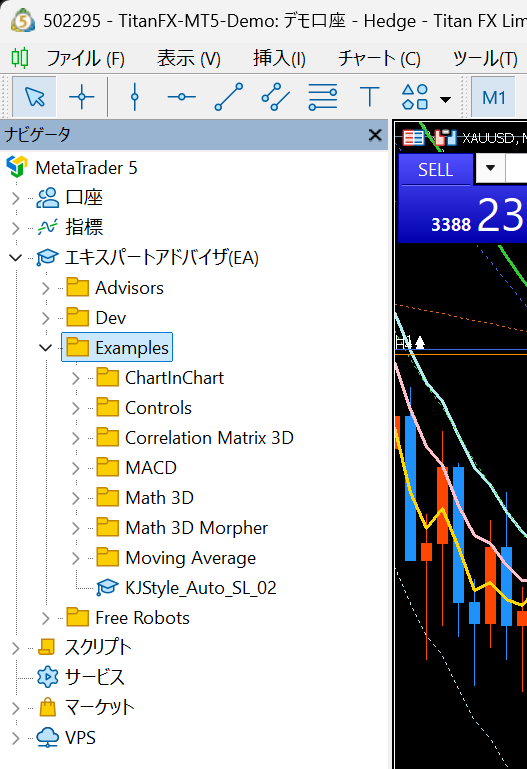 502295 - TitanFX-MT5-Demo: デモ口座 - Hedge - Titan FX Lim
ファイル (F) 表示 (V) 挿入(I) チャート (C) ツール(T)
M1
ナビゲータ
MetaTrader 5
口座
指標
エキスパートアドバイザ(EA)
Advisors
Dev
Examples
ChartInChart
Controls
Correlation Matrix 3D
MACD
Math 3D
Math 3D Morpher
Moving Average
KJStyle_Auto_SL_02
Free Robots
スクリプト
サービス
マーケット
VPS
XAUUSD, M
SELL
3388 23